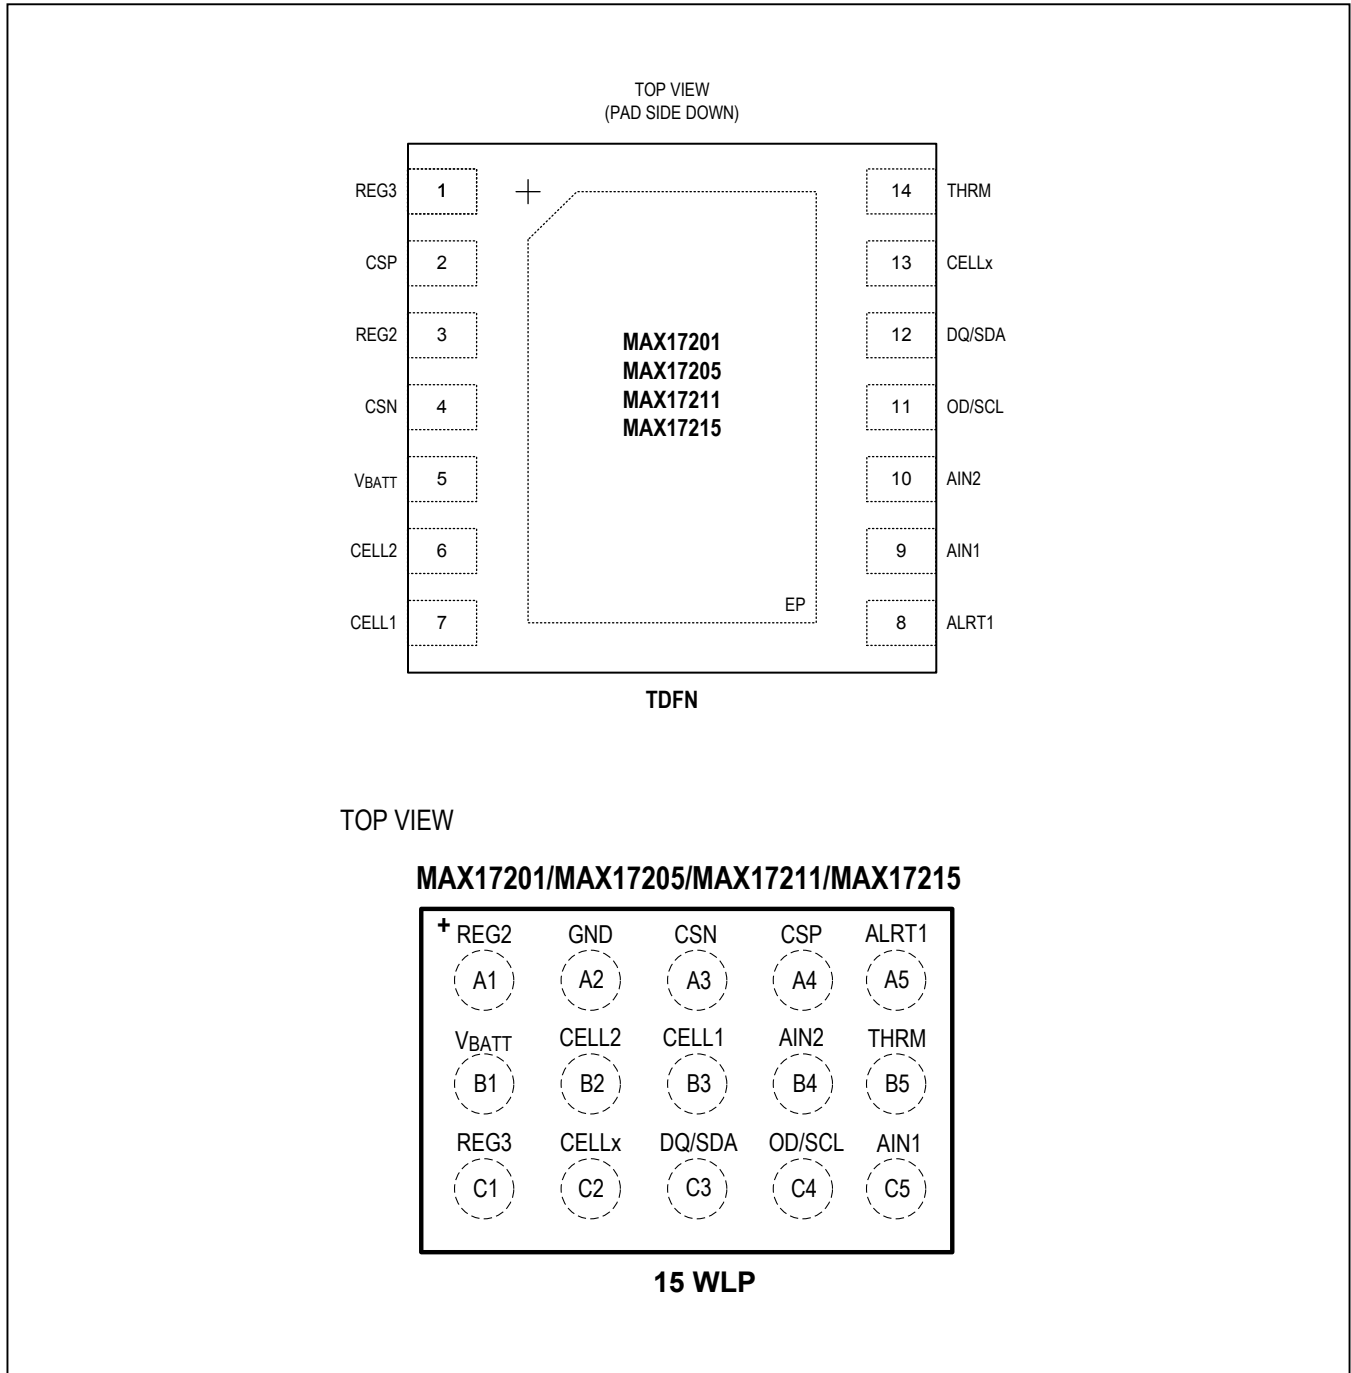 TOP VIEW
(PAD SIDE DOWN)
REG3 1 + 14 THRM
CSP 2 13 CELLx
REG2 3 12 DQ/SDA
MAX17201
MAX17205
MAX17211
MAX17215
CSN 4 11 OD/SCL
VBATT 5 10 AIN2
CELL2 6 9 AIN1
EP
CELL1 7 8 ALRT1
TDFN
TOP VIEW
MAX17201/MAX17205/MAX17211/MAX17215
+ REG2 GND CSN CSP ALRT1
A1 A2 A3 A4 A5
VBATT CELL2 CELL1 AIN2 THRM
B1 B2 B3 B4 B5
REG3 CELLx DQ/SDA OD/SCL AIN1
C1 C2 C3 C4 C5
15 WLP